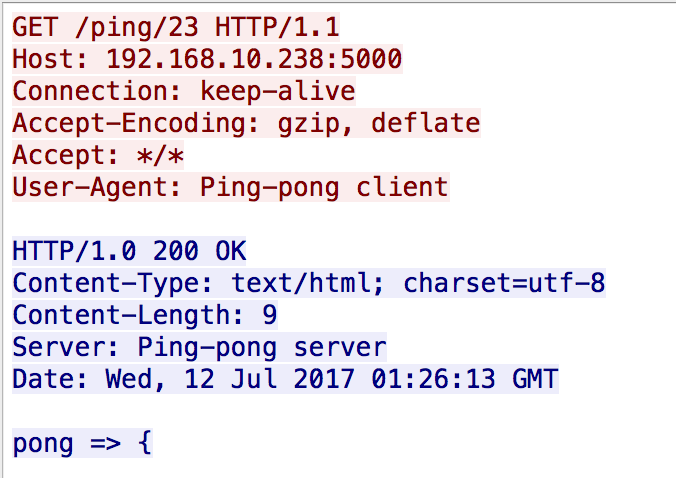 GET /ping/23 HTTP/1.1
Host: 192.168.10.238:5000
Connection: keep-alive
Accept-Encoding: gzip, deflate
Accept: */*
User-Agent: Ping-pong client
HTTP/1.0 200 OK
Content-Type: text/html; charset=utf-8
Content-Length: 9
Server: Ping-pong server
Date: Wed, 12 Jul 2017 01:26:13 GMT
pong => {